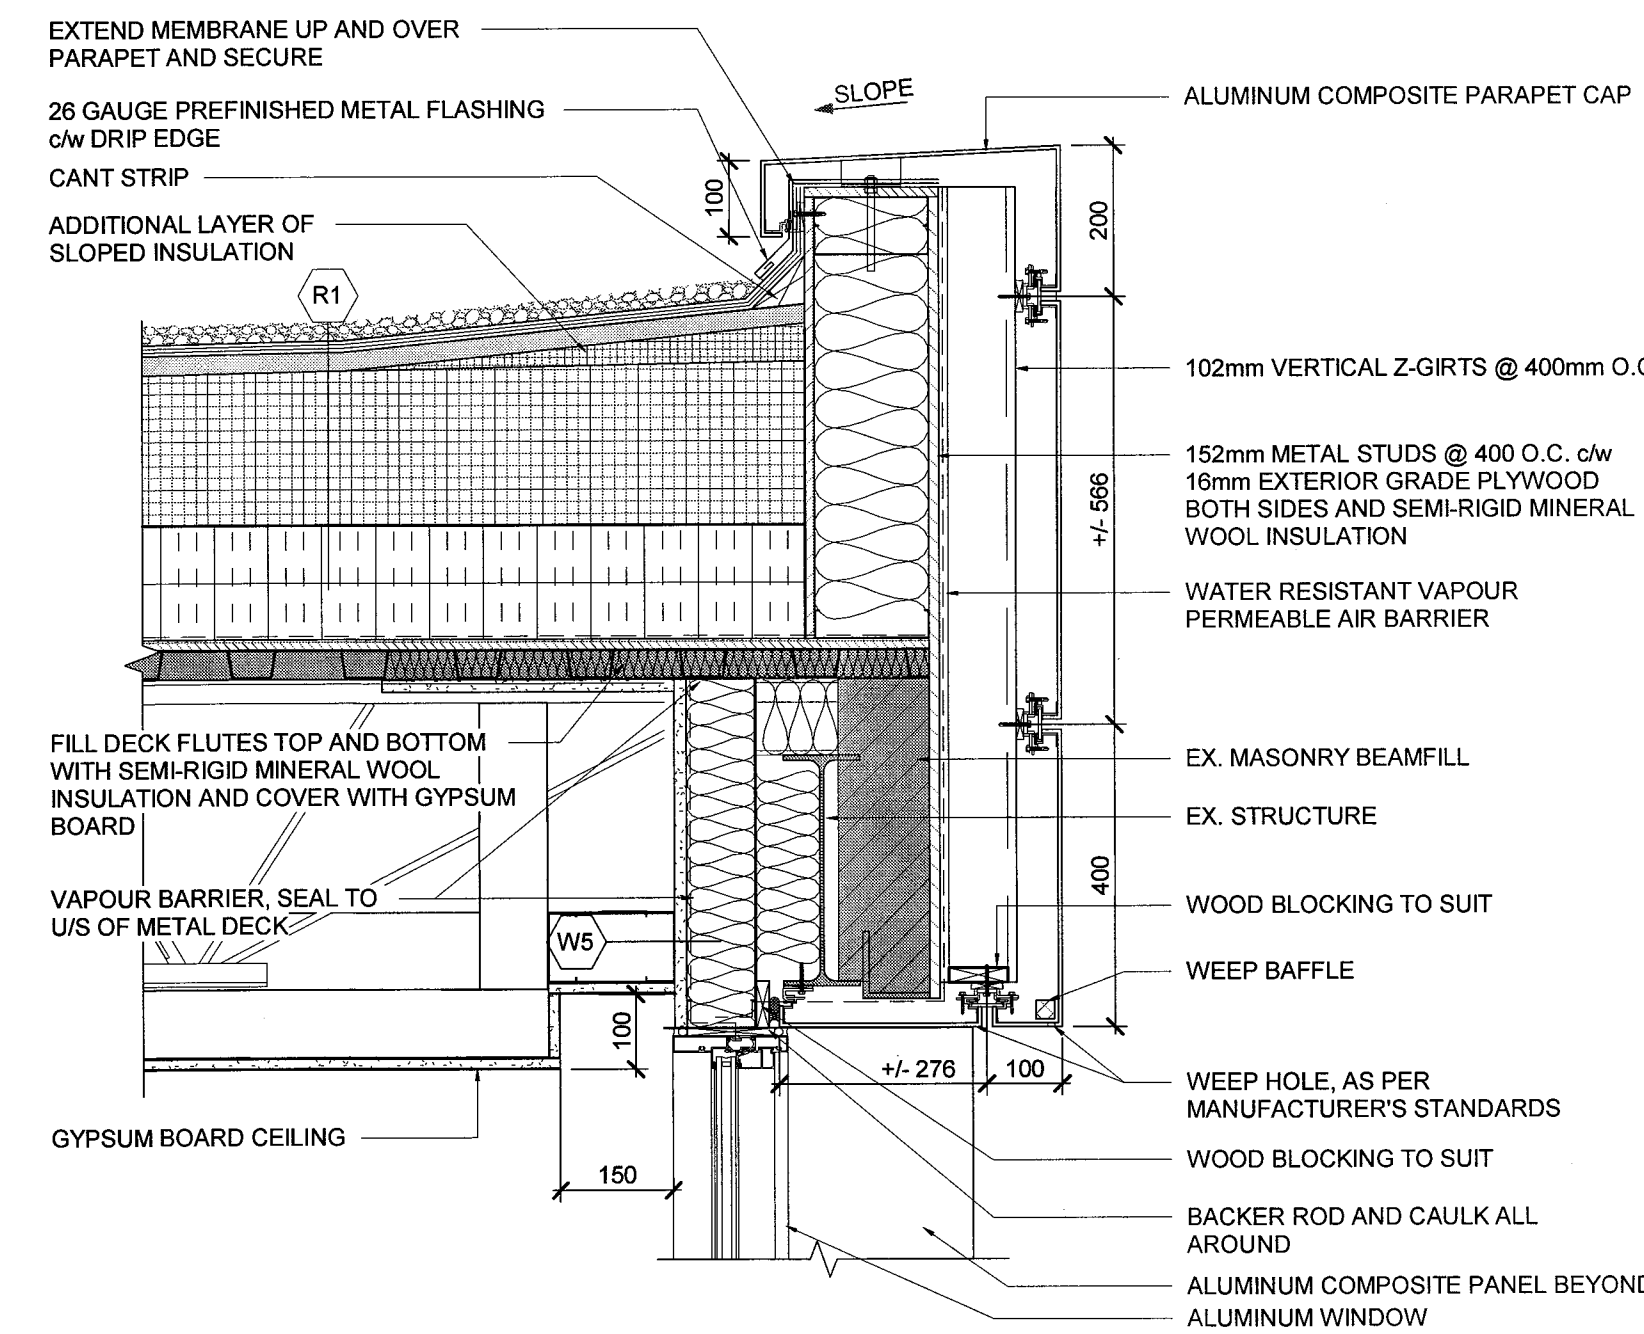 EXTEND MEMBRANE UP AND OVER
PARAPET AND SECURE
26 GAUGE PREFINISHED METAL FLASHING
c/w DRIP EDGE
CANT STRIP
ADDITIONAL LAYER OF
SLOPED INSULATION
R1
SLOPE
100
ALUMINUM COMPOSITE PARAPET CAP
200
102mm VERTICAL Z-GIRTS @ 400mm O.C
152mm METAL STUDS @ 400 O.C. c/w
16mm EXTERIOR GRADE PLYWOOD
BOTH SIDES AND SEMI-RIGID MINERAL
WOOL INSULATION
+/- 566
WATER RESISTANT VAPOUR
PERMEABLE AIR BARRIER
FILL DECK FLUTES TOP AND BOTTOM
WITH SEMI-RIGID MINERAL WOOL
INSULATION AND COVER WITH GYPSUM
BOARD
EX. MASONRY BEAMFILL
EX. STRUCTURE
400
VAPOUR BARRIER, SEAL TO
U/S OF METAL DECK
W5
WOOD BLOCKING TO SUIT
WEEP BAFFLE
100
+/- 276
100
WEEP HOLE, AS PER
MANUFACTURER'S STANDARDS
GYPSUM BOARD CEILING
150
WOOD BLOCKING TO SUIT
BACKER ROD AND CAULK ALL
AROUND
ALUMINUM COMPOSITE PANEL BEYOND
ALUMINUM WINDOW